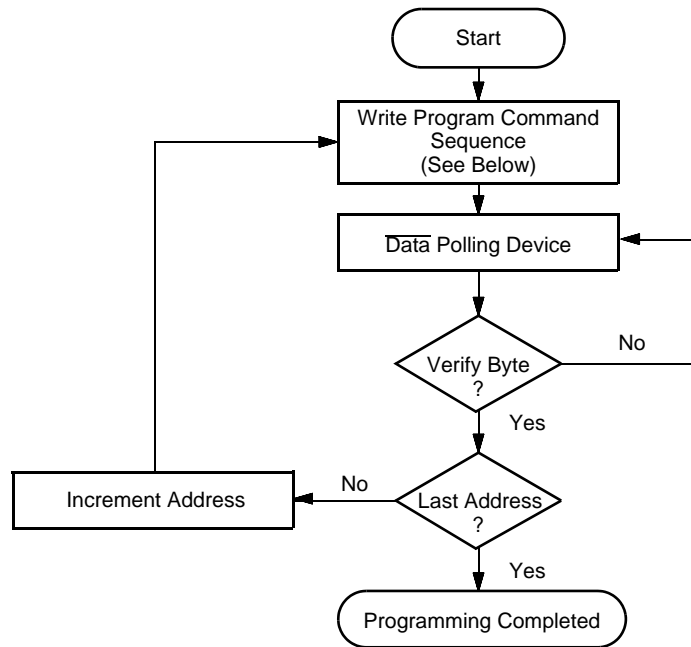 Start
Write Program Command
Sequence
(See Below)
Data Polling Device
Verify Byte
?
No
Yes
Increment Address
No
Last Address
?
Yes
Programming Completed